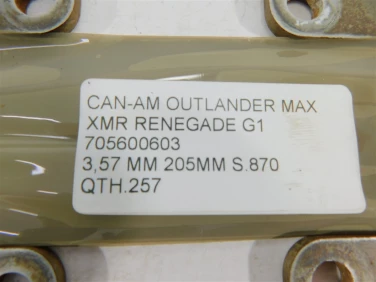 CAN-AM OUTLANDER MAX
XMR RENEGADE G1
705600603
3,57 MM 205MM S.870
QTH.257